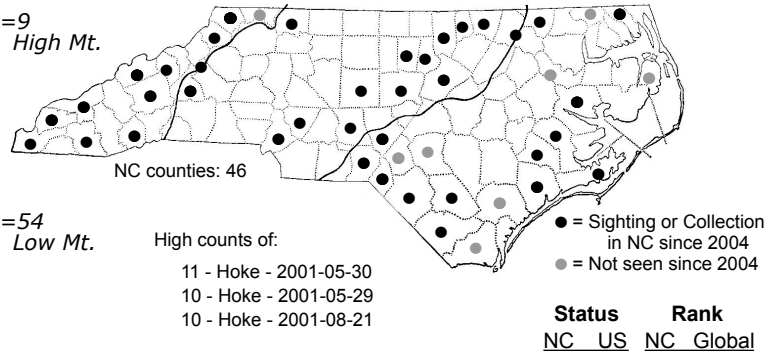 =9
High Mt.
NC counties: 46
=54
Low Mt.
High counts of:
11 - Hoke - 2001-05-30
10 - Hoke - 2001-05-29
10 - Hoke - 2001-08-21
= Sighting or Collection
in NC since 2004
= Not seen since 2004
Status Rank
NC US NC Global